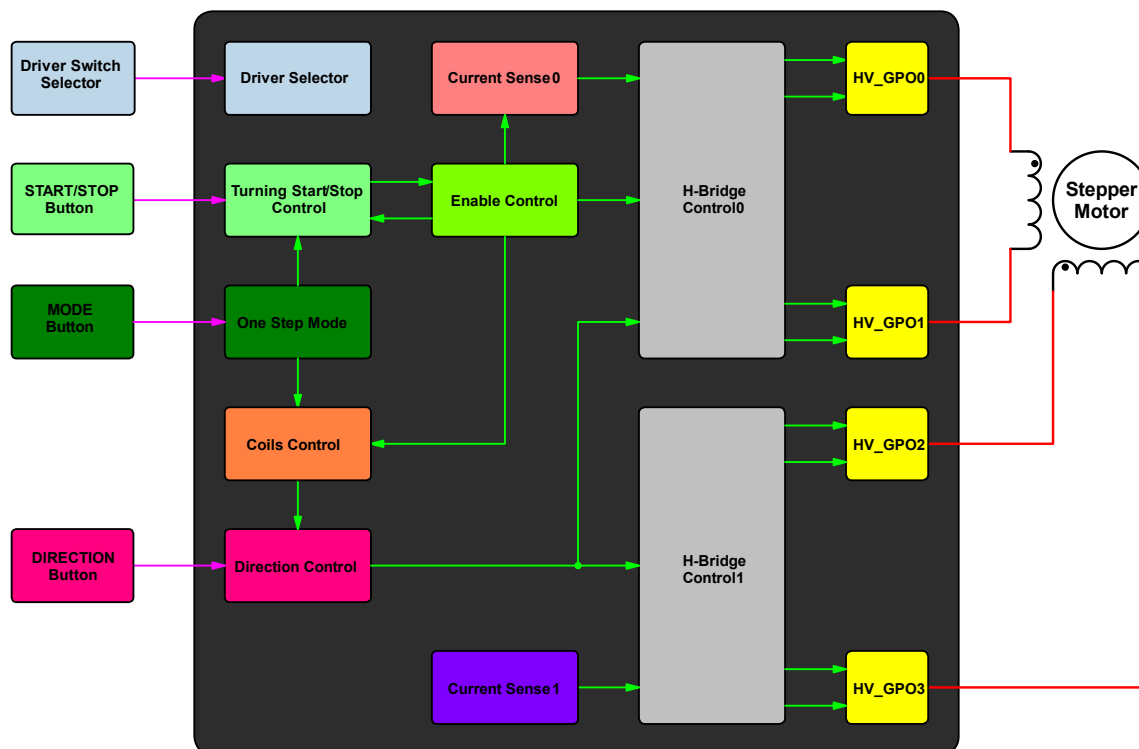 Driver Switch
Selector
Driver Selector
Current Sense0
HV_GPO0
START/STOP
Button
Turning Start/Stop
Control
Enable Control
H-Bridge
Control0
Stepper
Motor
MODE
Button
One Step Mode
HV_GPO1
Coils Control
HV_GPO2
DIRECTION
Button
Direction Control
H-Bridge
Control1
Current Sense1
HV_GPO3